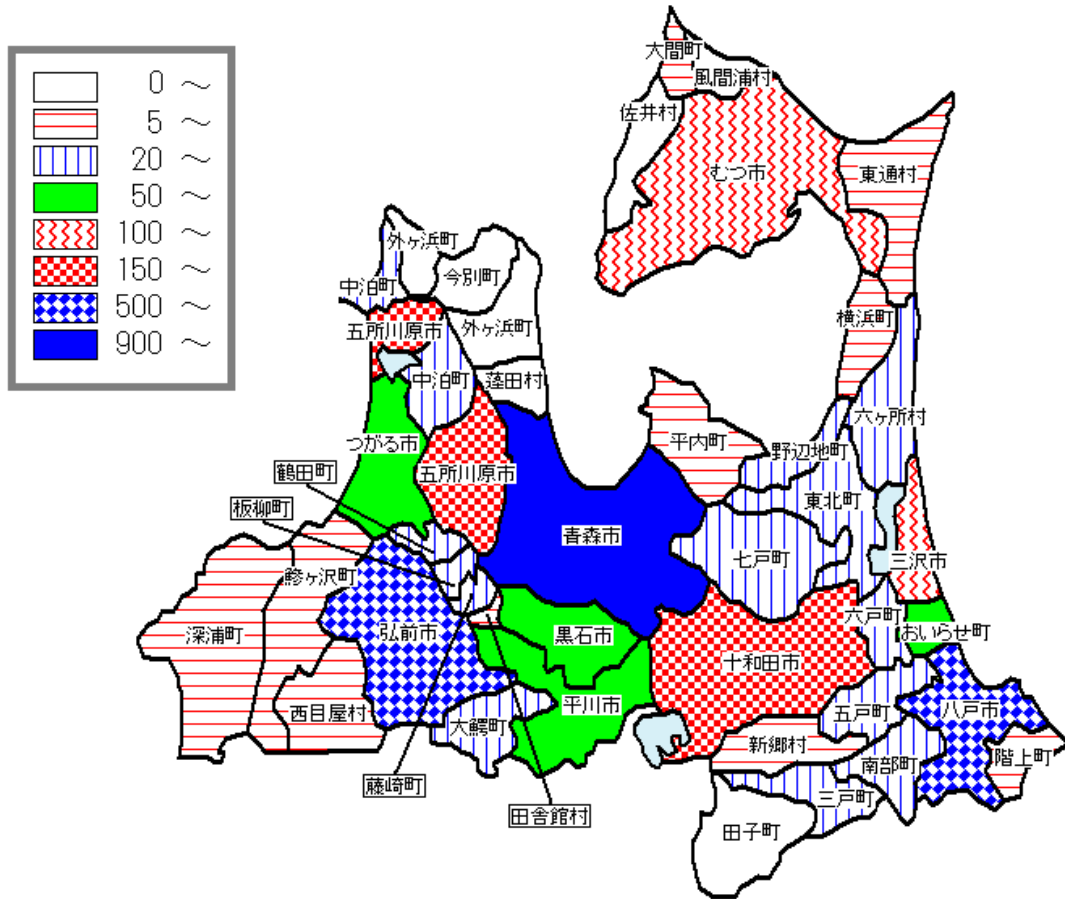 0 ～
5 ～
20 ～
50 ～
100 ～
150 ～
500 ～
900 ～
大間町
風間浦村
佐井村
むつ市
東通村
外ヶ浜町
今別町
中泊町
横浜町
五所川原市
外ヶ浜町
中泊町
蓬田村
六ヶ所村
つがる市
平内町
野辺地町
鶴田町
五所川原市
東北町
板柳町
青森市
七戸町
三沢市
鰺ヶ沢町
六戸町
おいらせ町
深浦町
弘前市
黒石市
十和田市
西目屋村
平川市
五戸町
八戸市
大鰐町
新郷村
階上町
南部町
藤崎町
三戸町
田舎館村
田子町